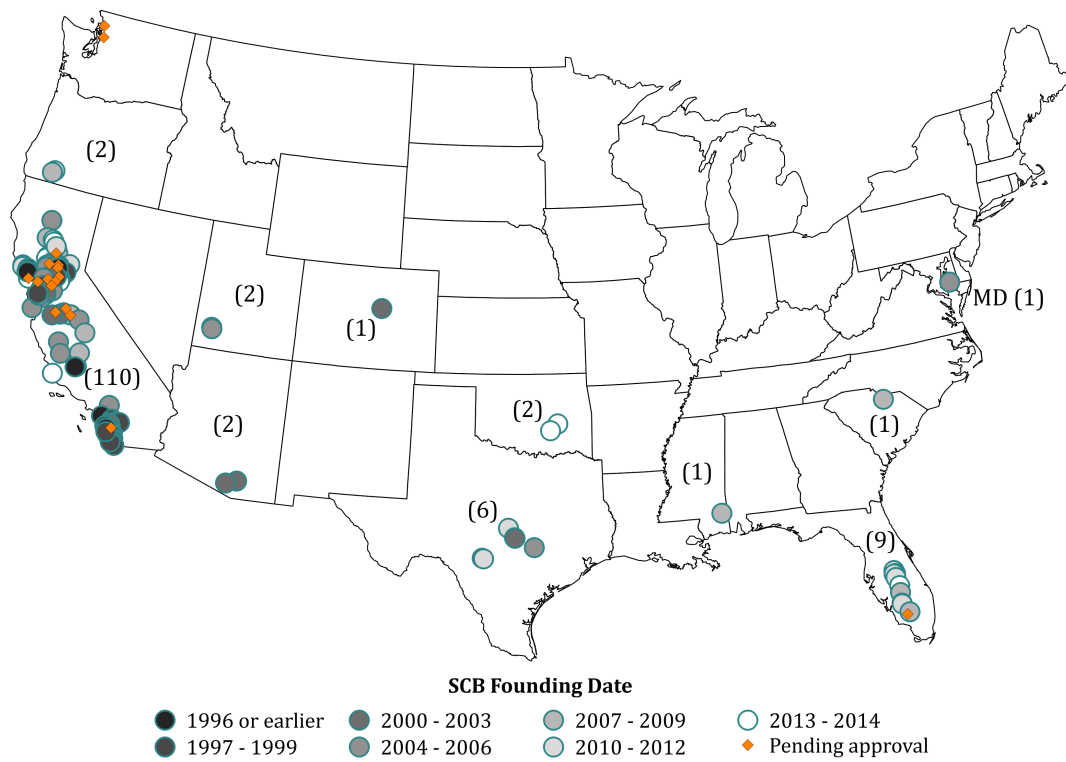 (2)
(2)
(1)
MD (1)
(110)
(2)
(2)
(1)
(1)
(6)
(9)
SCB Founding Date
1996 or earlier 2000 - 2003 2007 - 2009 2013 - 2014
1997 - 1999 2004 - 2006 2010 - 2012 Pending approval